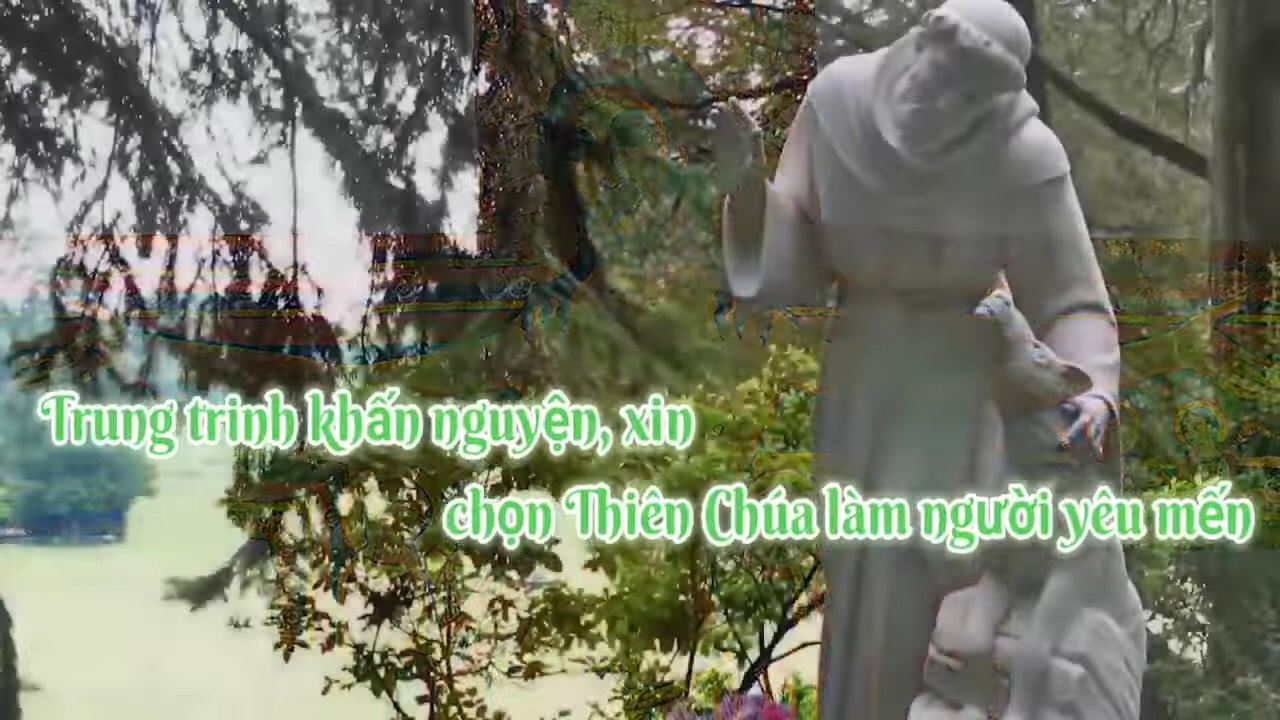 Trung trinh khấn nguyện, xin
chọn Thiên Chúa làm người yêu mến